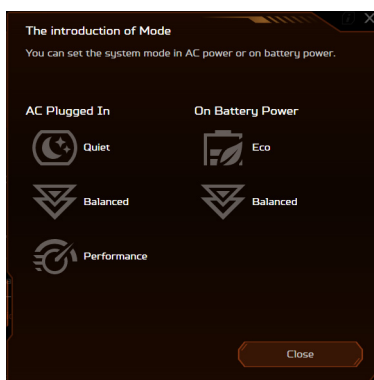 The introduction of Mode
You can set the system mode in AC power or on battery power.
AC Plugged In
On Battery Power
Quiet
Eco
Balanced
Balanced
Performance
Close